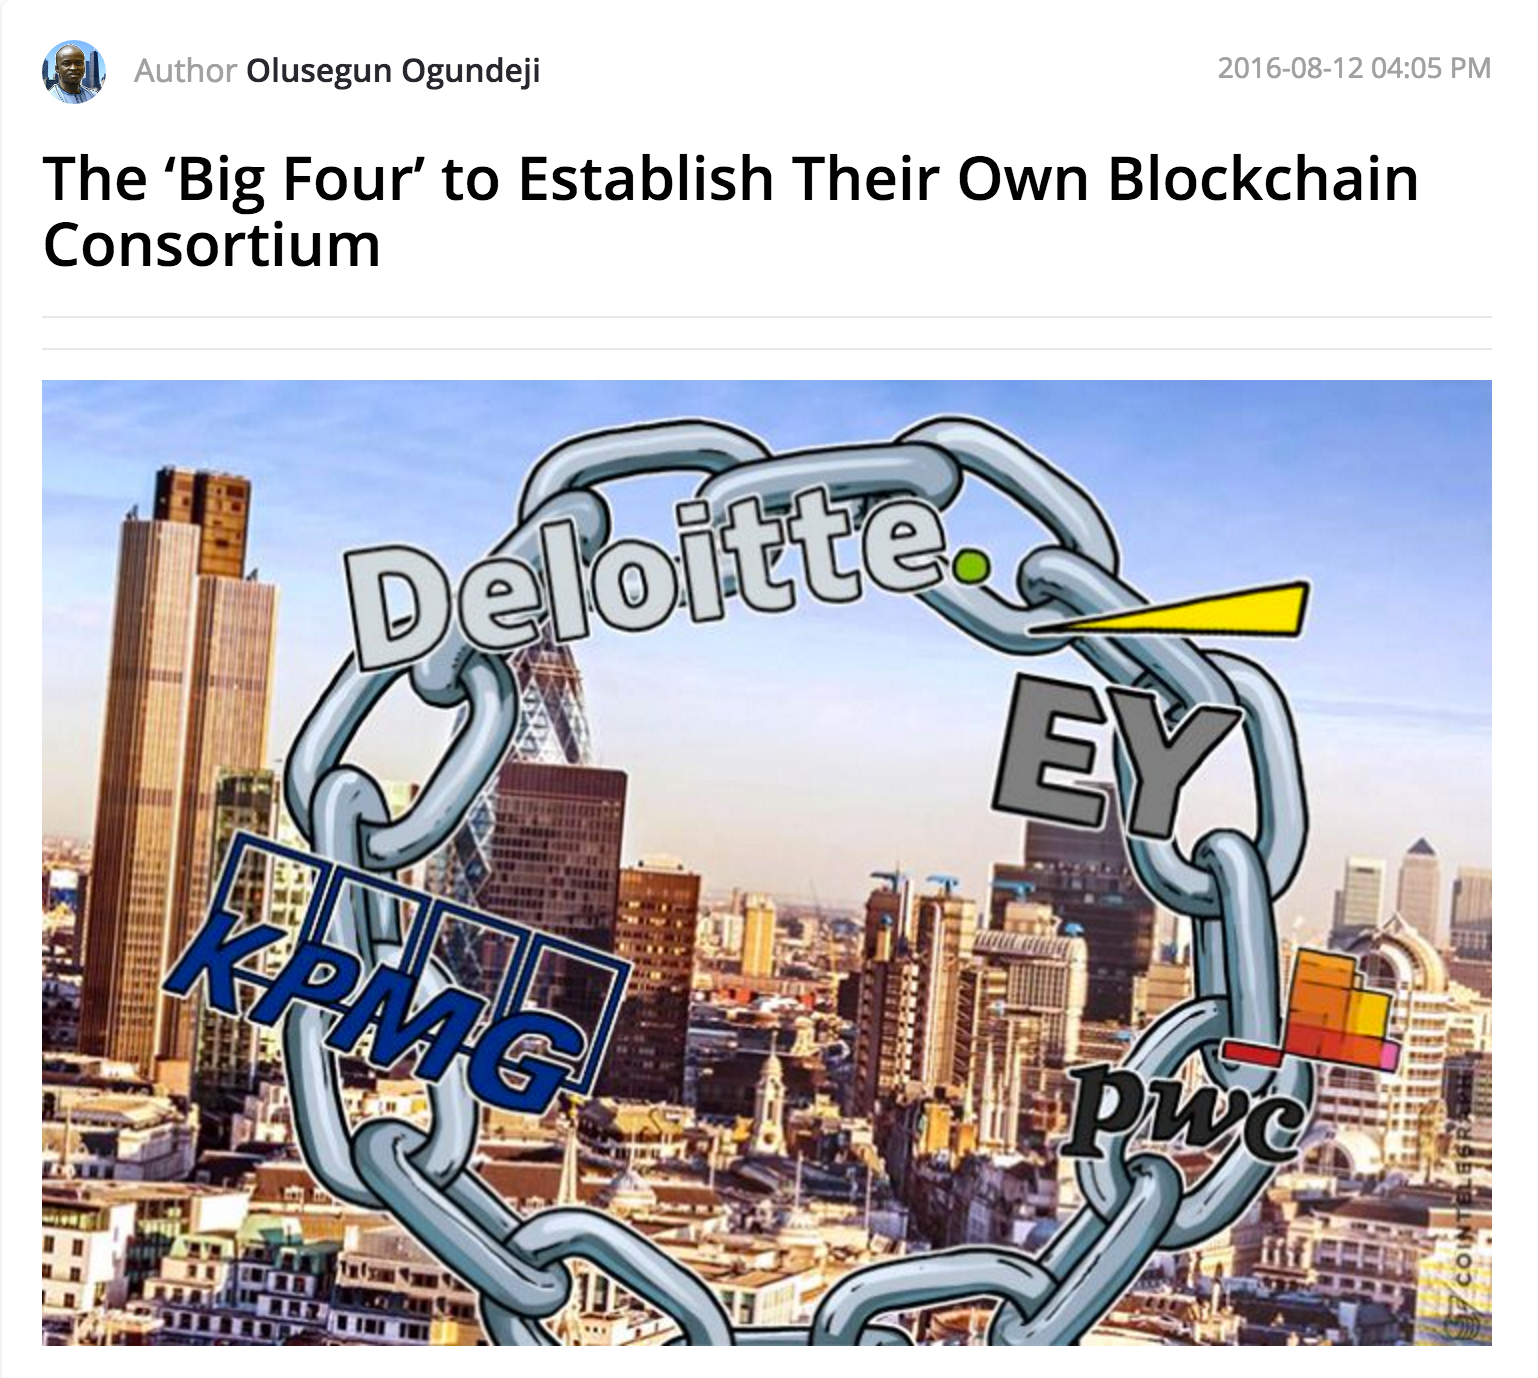 Author Olusegun Ogundeji
2016-08-12 04:05 PM
The ‘Big Four’ to Establish Their Own Blockchain
Consortium
Deloitte.
EY
KPMG
pwc
COINTELEGRAPH